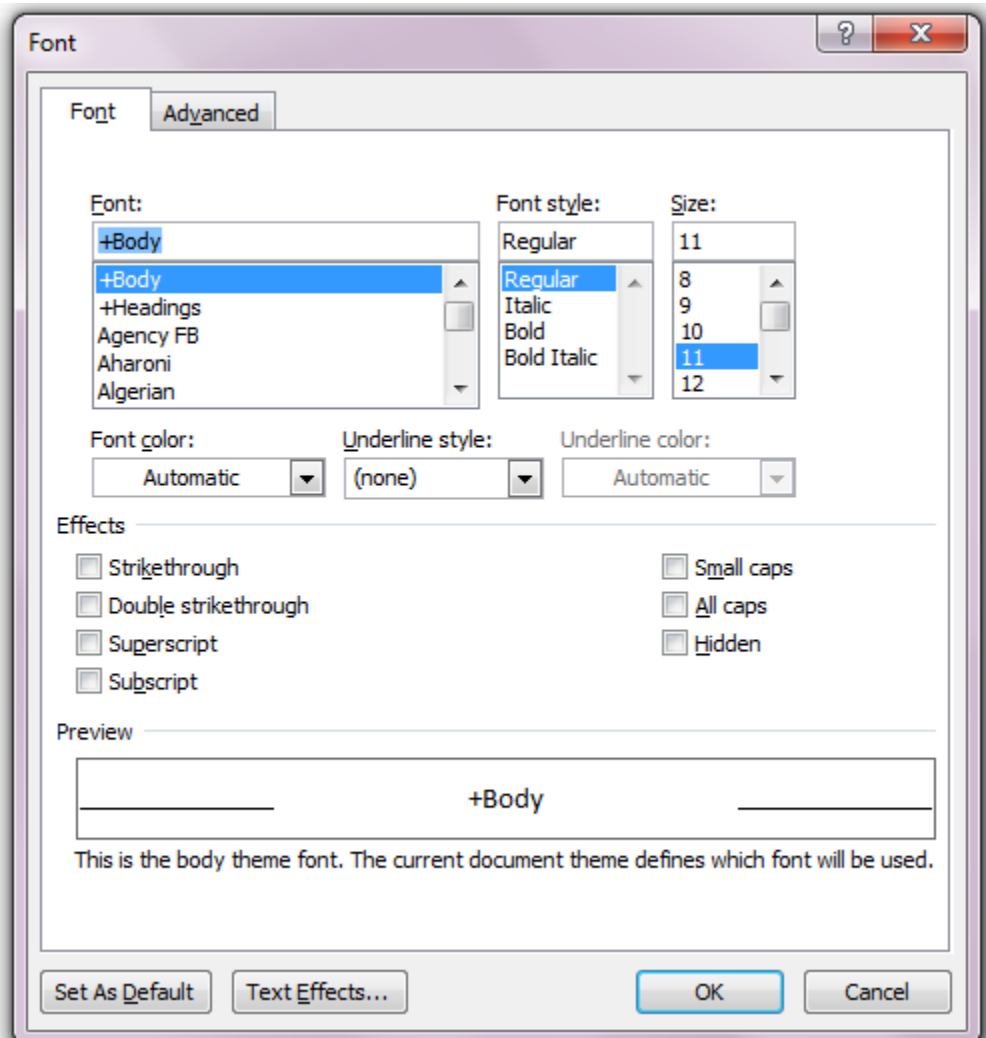 Font
Font Advanced
Font: Font style: Size:
+Body Regular 11
+Body Regular 8
+Headings Italic 9
Agency FB Bold 10
Aharoni Bold Italic 11
Algerian 12
Font color: Underline style: Underline color:
Automatic (none) Automatic
Effects
Strikethrough Small caps
Double strikethrough All caps
Superscript Hidden
Subscript
Preview
+Body
This is the body theme font. The current document theme defines which font will be used.
Set As Default Text Effects... OK Cancel